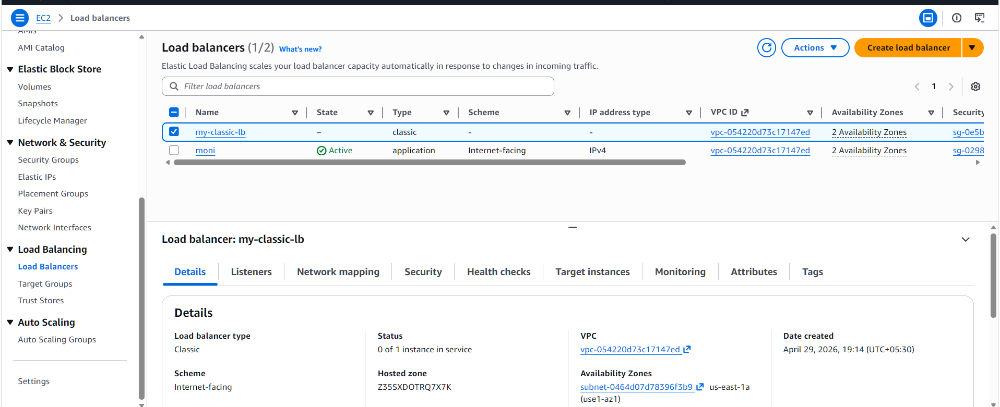 EC2 > Load balancers
AMIs
AMI Catalog
Elastic Block Store
Volumes
Snapshots
Lifecycle Manager
Network & Security
Security Groups
Elastic IPs
Placement Groups
Key Pairs
Network Interfaces
Load Balancing
Load Balancers
Target Groups
Trust Stores
Auto Scaling
Auto Scaling Groups
Settings
Load balancers (1/2) What's new?
Actions
Create load balancer
Elastic Load Balancing scales your load balancer capacity automatically in response to changes in incoming traffic.
Filter load balancers
1
Name State Type Scheme IP address type VPC ID Availability Zones Security
my-classic-lb – classic - - vpc-054220d73c17147ed 2 Availability Zones sg-0e5b
moni Active application Internet-facing IPv4 vpc-054220d73c17147ed 2 Availability Zones sg-0298
Load balancer: my-classic-lb
Details Listeners Network mapping Security Health checks Target instances Monitoring Attributes Tags
Details
Load balancer type
Classic
Status
0 of 1 instance in service
VPC
vpc-054220d73c17147ed
Date created
April 29, 2026, 19:14 (UTC+05:30)
Scheme
Internet-facing
Hosted zone
Z35SXDOTRQ7X7K
Availability Zones
subnet-0464d07d78396f3b9 us-east-1a
(use1-az1)